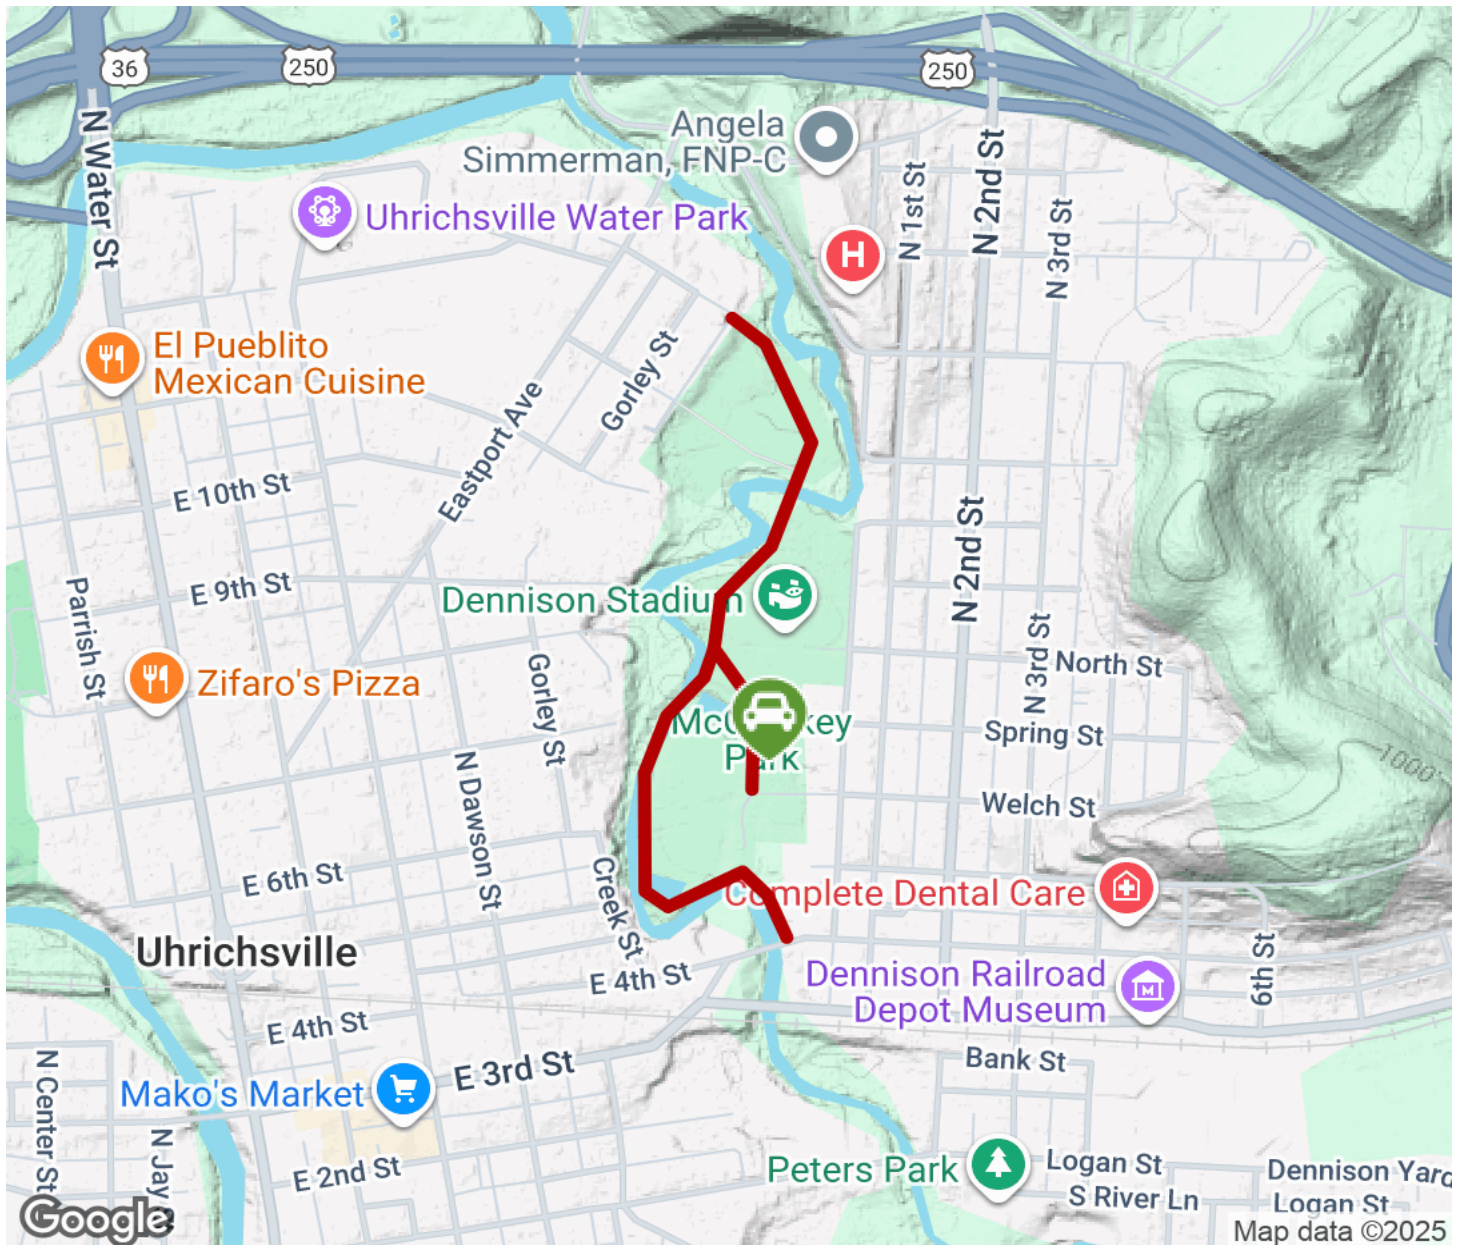 36
250
250
N Water St
Angela
Simmerman, FNP-C
N 1st St
N 2nd St
N 3rd St
Uhrichsville Water Park
H
El Pueblito
Mexican Cuisine
Gorley St
Eastport Ave
E 10th St
N 2nd St
E 9th St
Parrish St
Dennison Stadium
N 3rd St
North St
Zifaro's Pizza
Gorley St
Park
Spring St
1000'
N Dawson St
Welch St
E 6th St
Creek St
Complete Dental Care
Uhrichsville
E 4th St
6th St
Dennison Railroad
Depot Museum
M
E 4th St
E 3rd St
Bank St
N Center St
Mako's Market
N Jay S
E 2nd St
Peters Park
Logan St
Dennison Yard
S River Ln
Logan St
Google
Map data ©2025